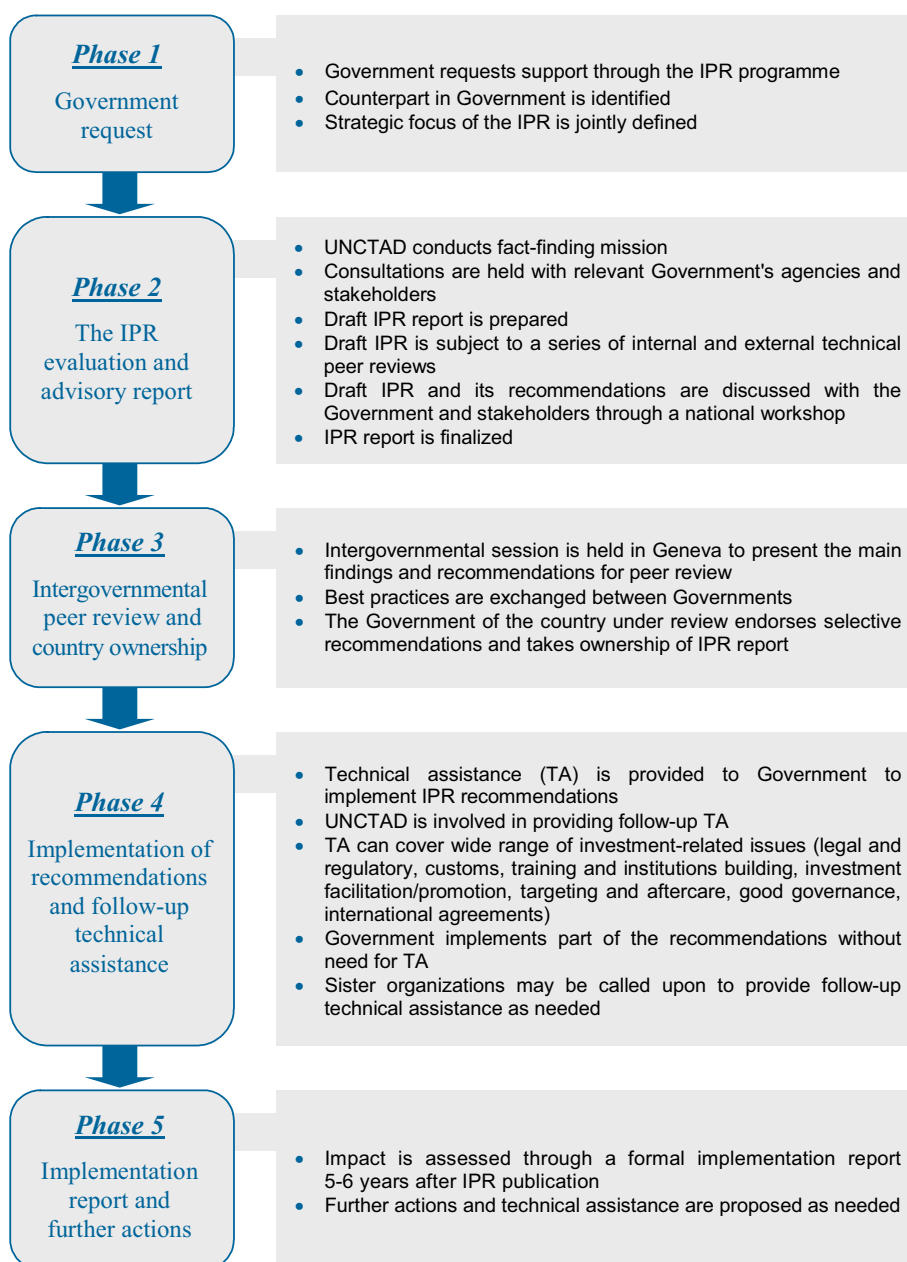 Phase 1
Government
request
• Government requests support through the IPR programme
• Counterpart in Government is identified
• Strategic focus of the IPR is jointly defined
Phase 2
The IPR
evaluation and
advisory report
• UNCTAD conducts fact-finding mission
• Consultations are held with relevant Government's agencies and
stakeholders
• Draft IPR report is prepared
• Draft IPR is subject to a series of internal and external technical
peer reviews
• Draft IPR and its recommendations are discussed with the
Government and stakeholders through a national workshop
• IPR report is finalized
Phase 3
Intergovernmental
peer review and
country ownership
• Intergovernmental session is held in Geneva to present the main
findings and recommendations for peer review
• Best practices are exchanged between Governments
• The Government of the country under review endorses selective
recommendations and takes ownership of IPR report
Phase 4
Implementation of
recommendations
and follow-up
technical
assistance
• Technical assistance (TA) is provided to Government to
implement IPR recommendations
• UNCTAD is involved in providing follow-up TA
• TA can cover wide range of investment-related issues (legal and
regulatory, customs, training and institutions building, investment
facilitation/promotion, targeting and aftercare, good governance,
international agreements)
• Government implements part of the recommendations without
need for TA
• Sister organizations may be called upon to provide follow-up
technical assistance as needed
Phase 5
Implementation
report and
further actions
• Impact is assessed through a formal implementation report
5-6 years after IPR publication
• Further actions and technical assistance are proposed as needed